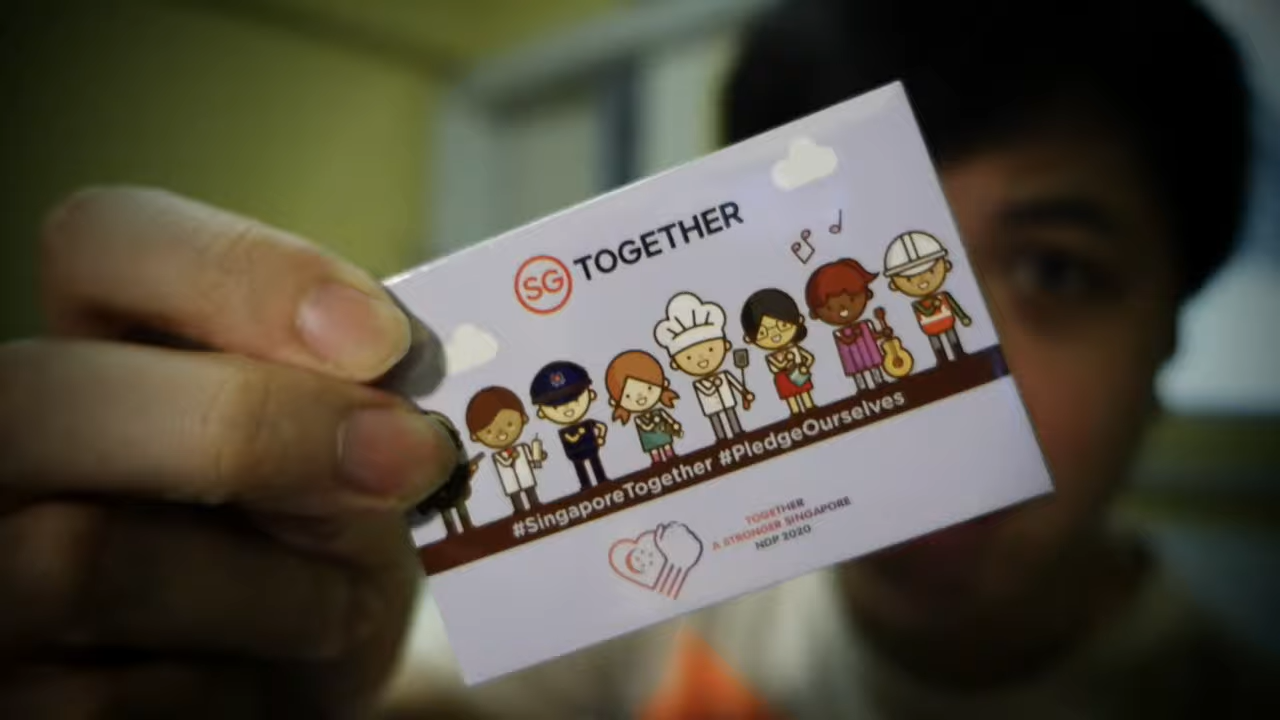 SG TOGETHER
#SingaporeTogether #PledgeOurselves
TOGETHER
A STRONGER SINGAPORE
NDP 2020